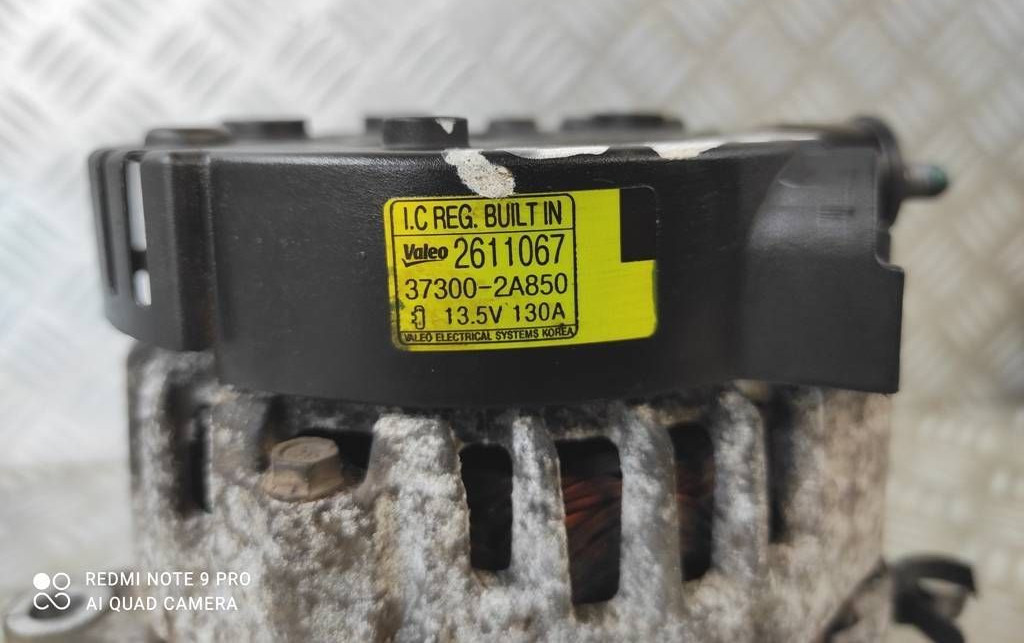 I.C REG. BUILT IN
Valeo 2611067
37300-2A850
13.5V 130A
VALEO ELECTRICAL SYSTEMS KOREA
REDMI NOTE 9 PRO
AI QUAD CAMERA